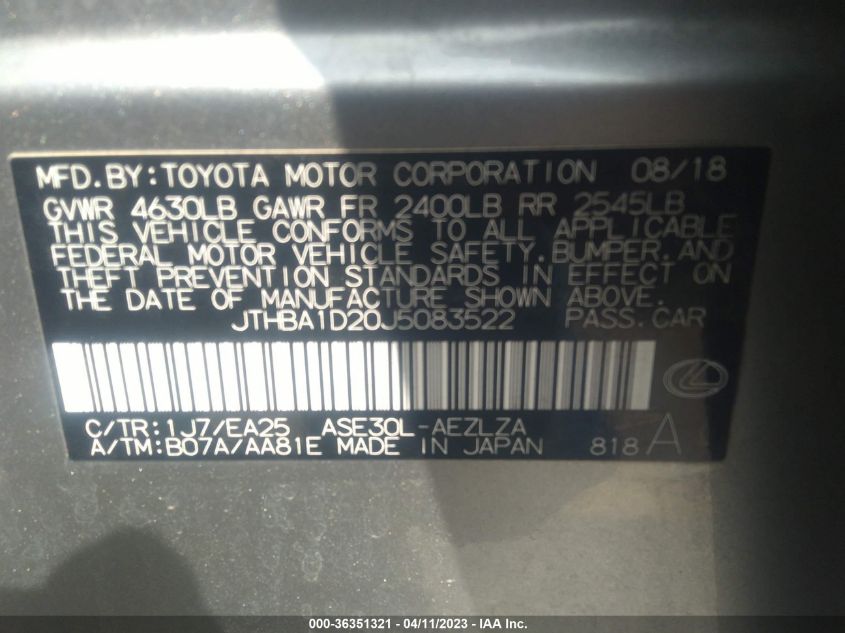 MFD.BY:TOYOTA MOTOR CORPORATION 08/18
GVWR 4630LB GAWR FR 2400LB RR 2545LB
THIS VEHICLE CONFORMS TO ALL APPLICABLE
FEDERAL MOTOR VEHICLE SAFETY,BUMPER,AND
THEFT PREVENTION STANDARDS IN EFFECT ON
THE DATE OF MANUFACTURE SHOWN ABOVE.
JTHBA1D20J5083522 PASS.CAR
C/TR:1J7/EA25 ASE30L-AEZLZA
A/TM:B07A/AA81E MADE IN JAPAN 818 A
000-36351321 | 04/11/2023 - IAA Inc.